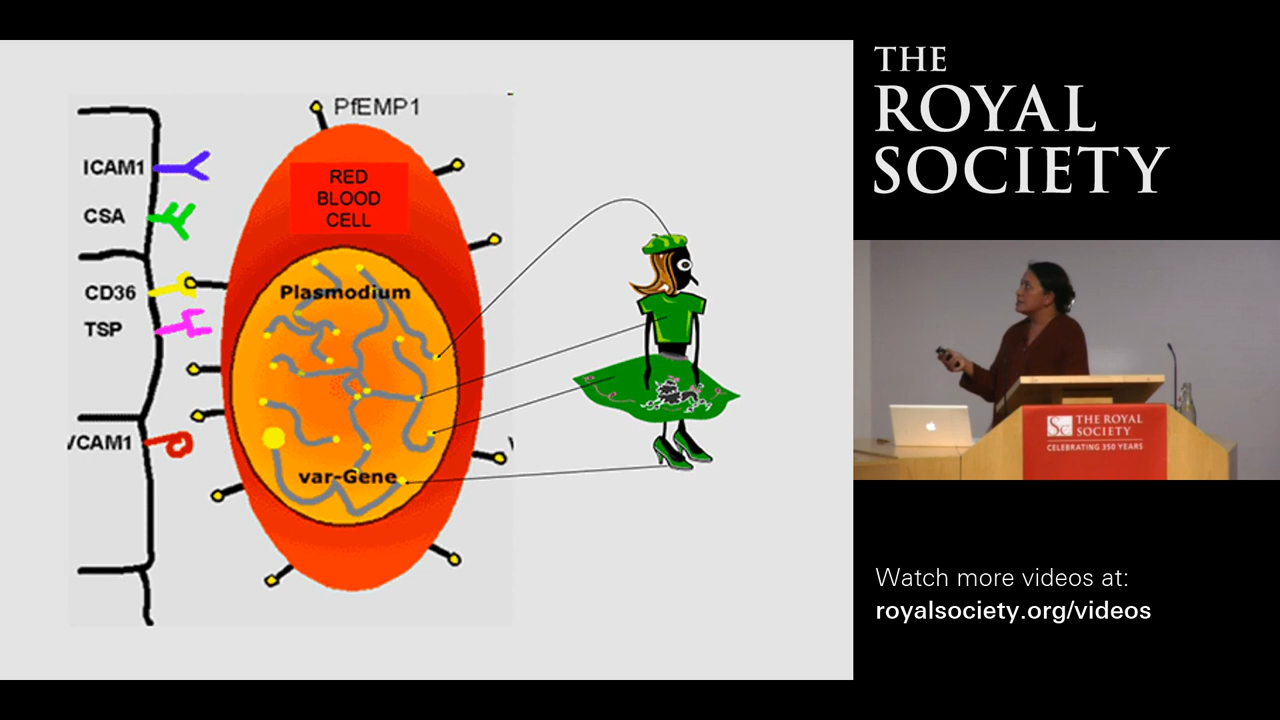 PfEMP1
ICAM1
RED
BLOOD
CELL
CSA
Plasmodium
CD36
TSP
VCAM1
var-Gene
THE
ROYAL
SOCIETY
THE ROYAL
SOCIETY
CELEBRATING 350 YEARS
Watch more videos at:
royalsociety.org/videos